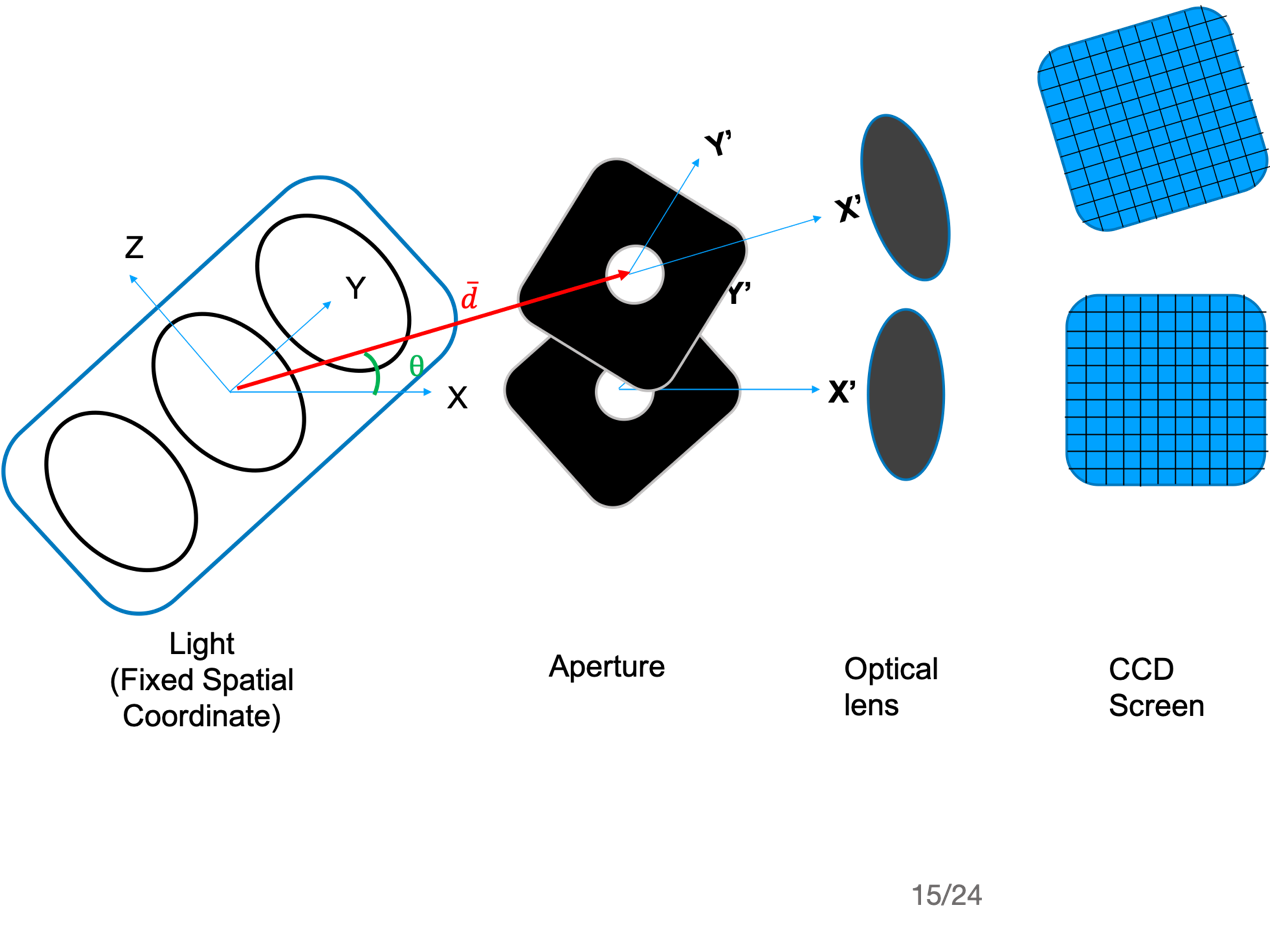 Y’
X’
Z
Y
d̄
Y’
θ
X
X’
Light
(Fixed Spatial
Coordinate)
Aperture
Optical
lens
CCD
Screen
15/24